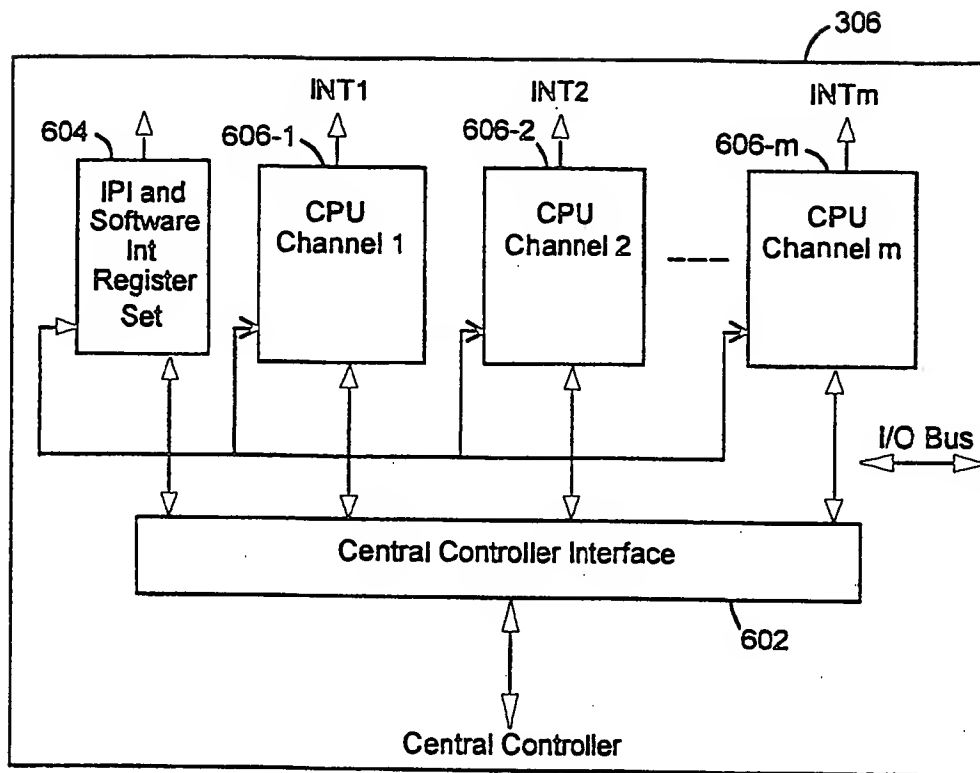 306
INT1
INT2
INTm
604
606-1
606-2
606-m
IPI and
Software
Int
Register
Set
CPU
Channel 1
CPU
Channel 2
CPU
Channel m
I/O Bus
Central Controller Interface
602
Central Controller